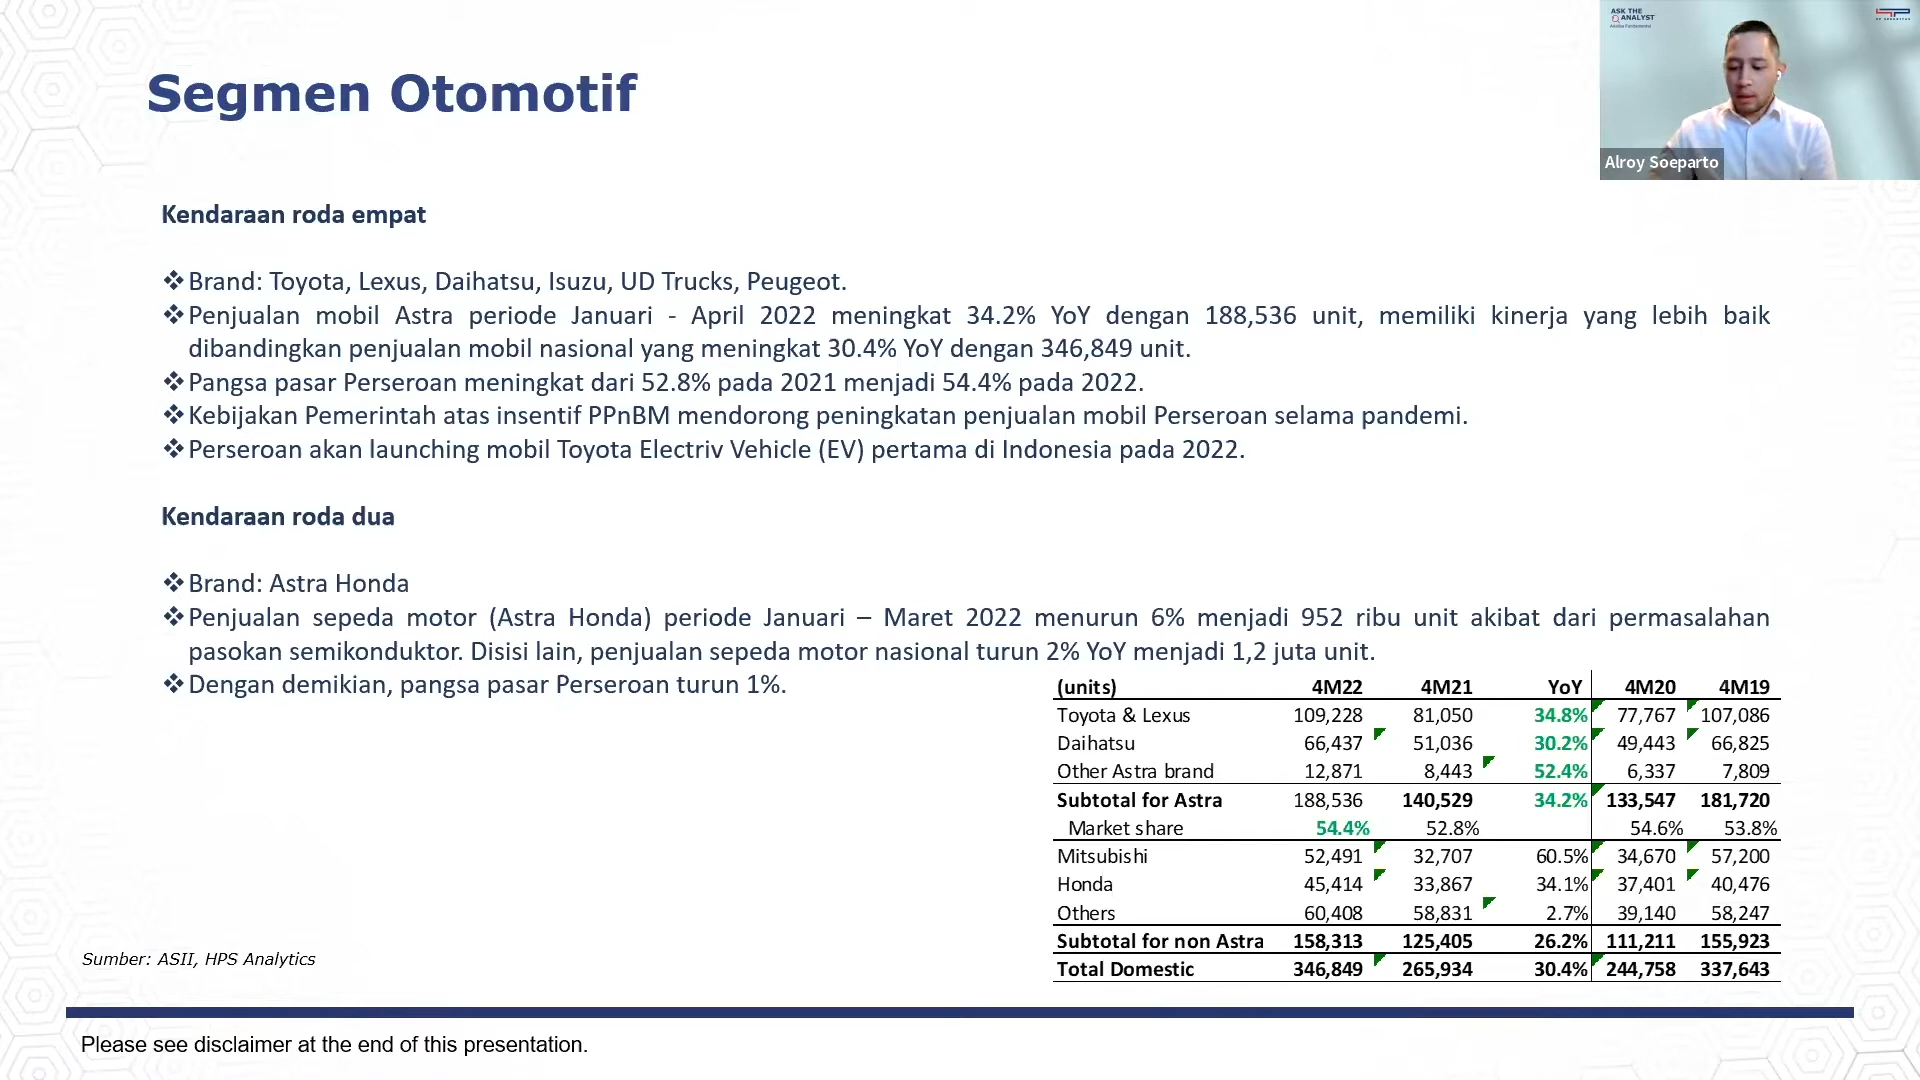 ASK THE
ANALYST
Segmen Otomotif
Alroy Soeparto
Kendaraan roda empat
❖Brand: Toyota, Lexus, Daihatsu, Isuzu, UD Trucks, Peugeot.
❖Penjualan mobil Astra periode Januari - April 2022 meningkat 34.2% YoY dengan 188,536 unit, memiliki kinerja yang lebih baik
dibandingkan penjualan mobil nasional yang meningkat 30.4% YoY dengan 346,849 unit.
❖Pangsa pasar Perseroan meningkat dari 52.8% pada 2021 menjadi 54.4% pada 2022.
❖Kebijakan Pemerintah atas insentif PPnBM mendorong peningkatan penjualan mobil Perseroan selama pandemi.
❖Perseroan akan launching mobil Toyota Electriv Vehicle (EV) pertama di Indonesia pada 2022.
Kendaraan roda dua
❖Brand: Astra Honda
❖Penjualan sepeda motor (Astra Honda) periode Januari – Maret 2022 menurun 6% menjadi 952 ribu unit akibat dari permasalahan
pasokan semikonduktor. Disisi lain, penjualan sepeda motor nasional turun 2% YoY menjadi 1,2 juta unit.
❖Dengan demikian, pangsa pasar Perseroan turun 1%.
(units) 4M22 4M21 YoY 4M20 4M19
Toyota & Lexus 109,228 81,050 34.8% 77,767 107,086
Daihatsu 66,437 51,036 30.2% 49,443 66,825
Other Astra brand 12,871 8,443 52.4% 6,337 7,809
Subtotal for Astra 188,536 140,529 34.2% 133,547 181,720
Market share 54.4% 52.8% 54.6% 53.8%
Mitsubishi 52,491 32,707 60.5% 34,670 57,200
Honda 45,414 33,867 34.1% 37,401 40,476
Others 60,408 58,831 2.7% 39,140 58,247
Subtotal for non Astra 158,313 125,405 26.2% 111,211 155,923
Total Domestic 346,849 265,934 30.4% 244,758 337,643
Sumber: ASII, HPS Analytics
Please see disclaimer at the end of this presentation.